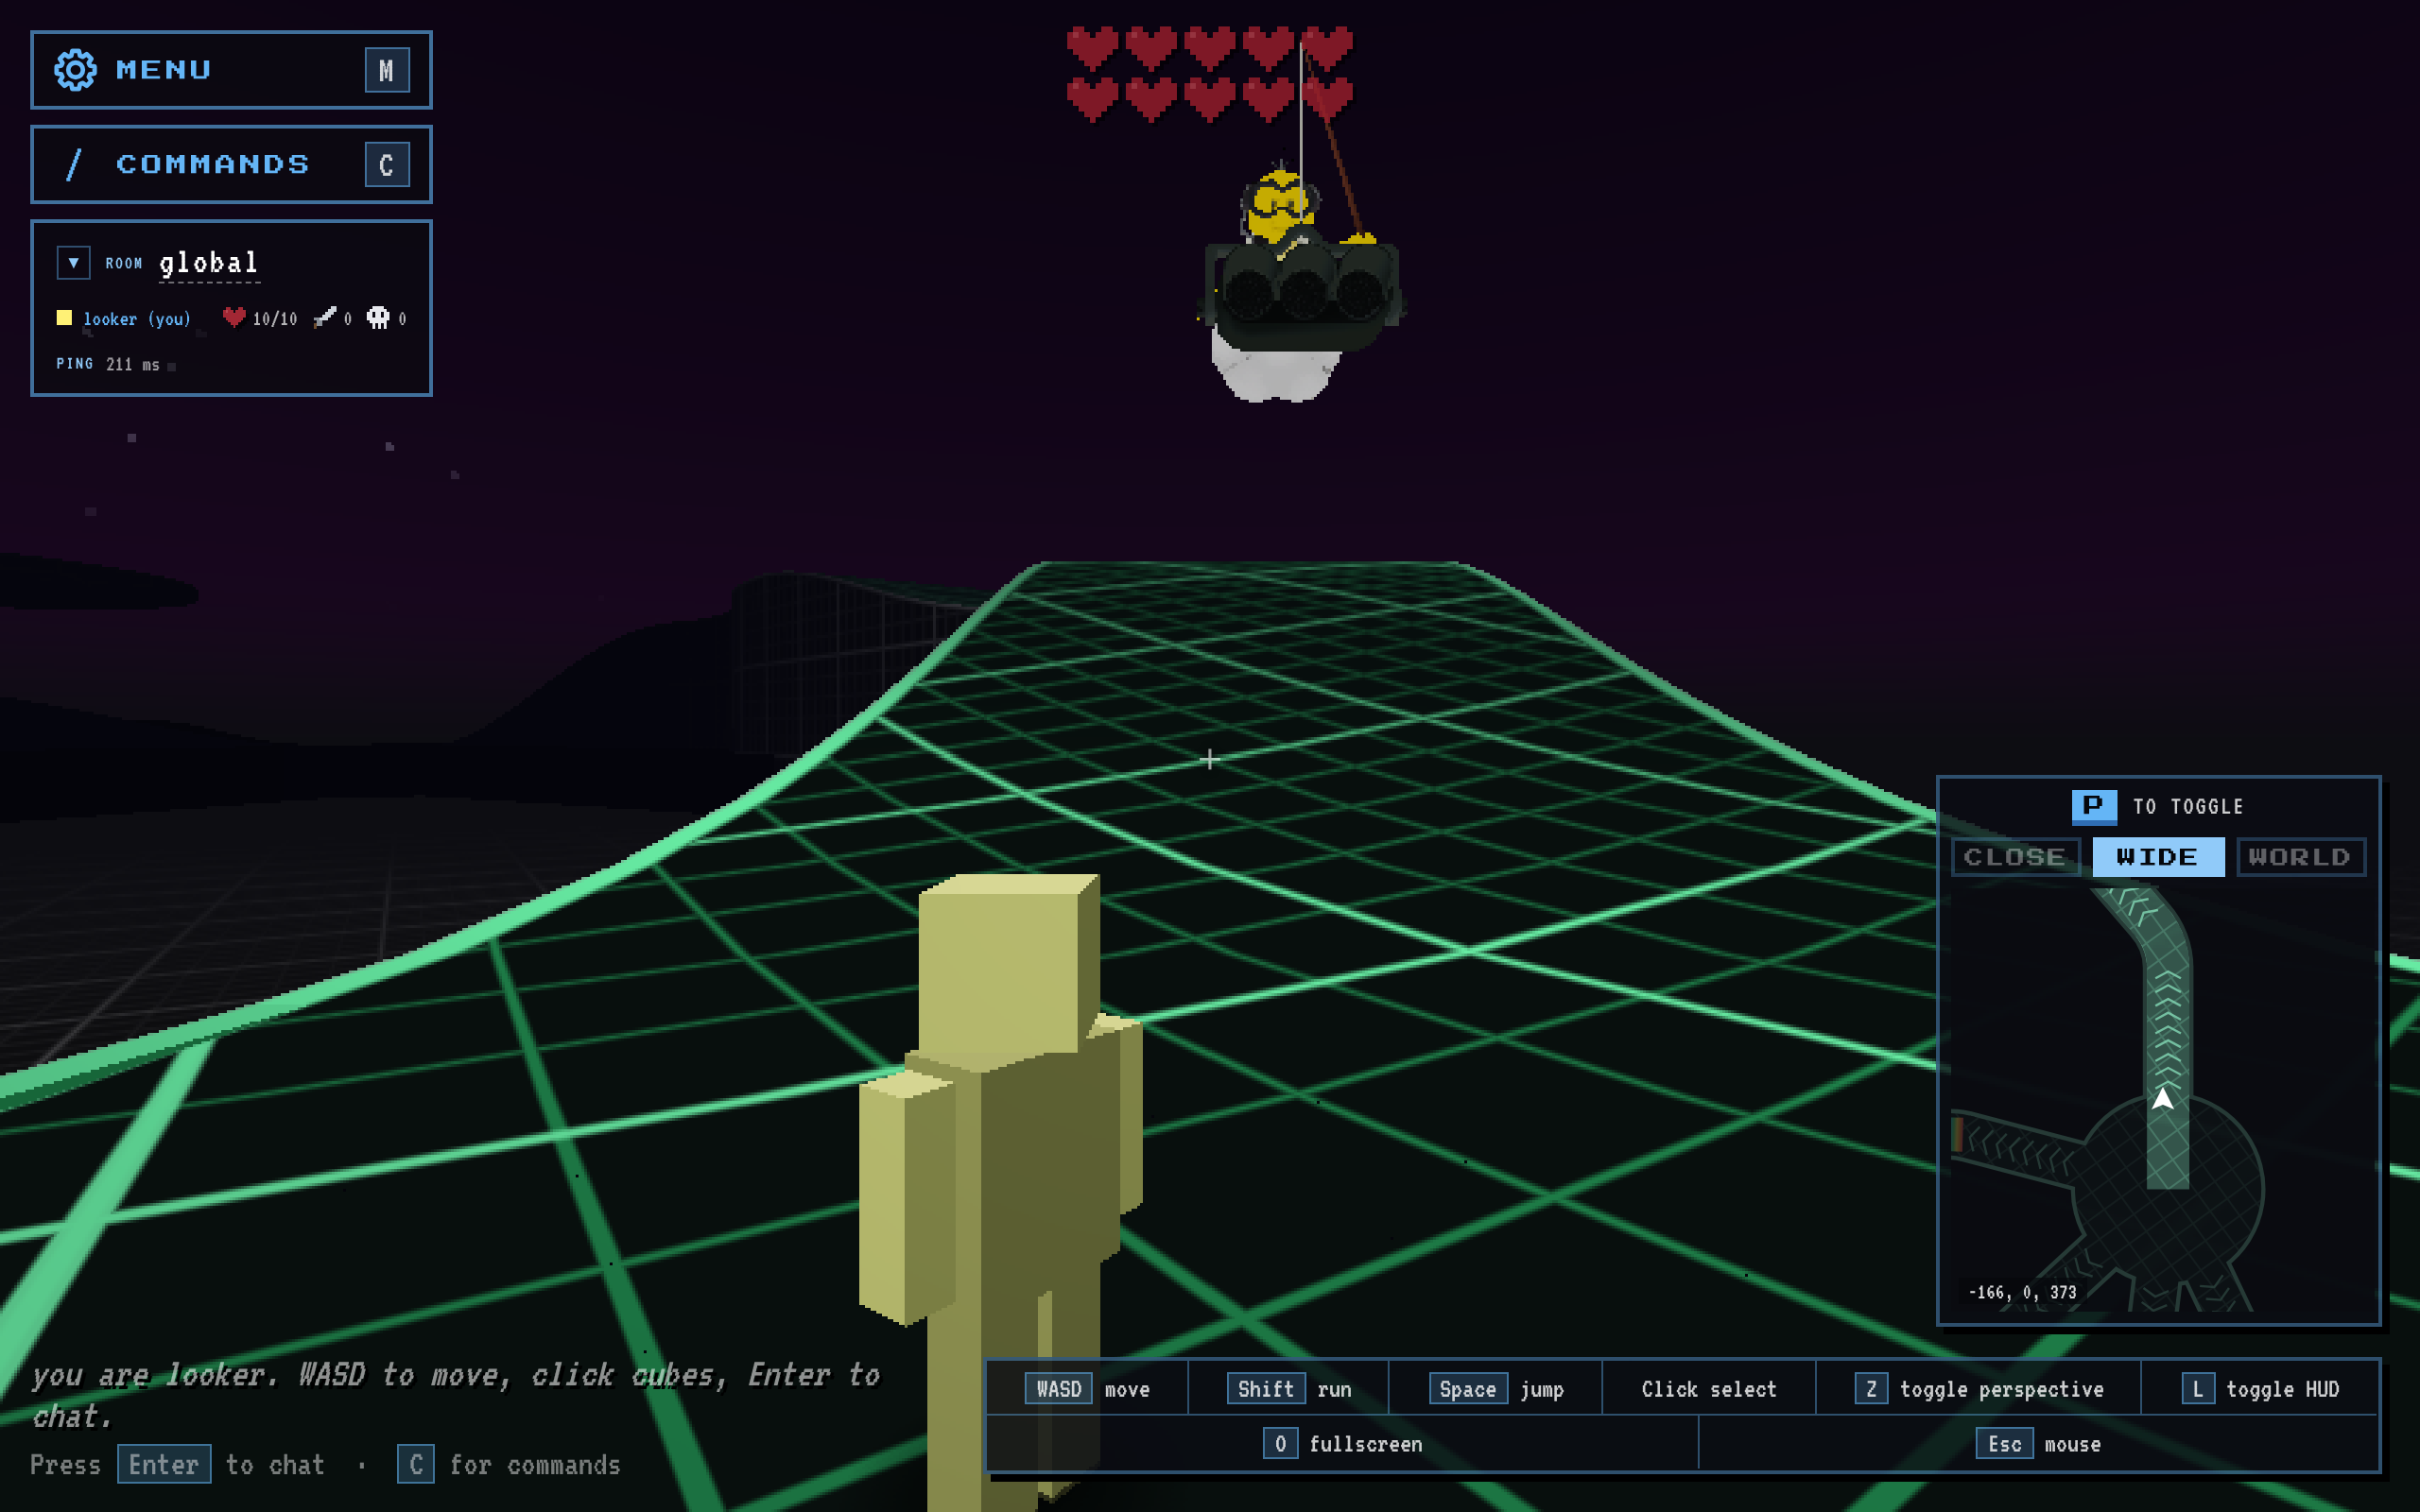 MENU M
/ COMMANDS C
▼ ROOM global
looker (you) 10/10 0 0
PING 211 ms
P TO TOGGLE
CLOSE WIDE WORLD
-166, 0, 373
you are looker. WASD to move, click cubes, Enter to
chat.
Press Enter to chat · C for commands
WASD move Shift run Space jump Click select Z toggle perspective L toggle HUD
O fullscreen Esc mouse